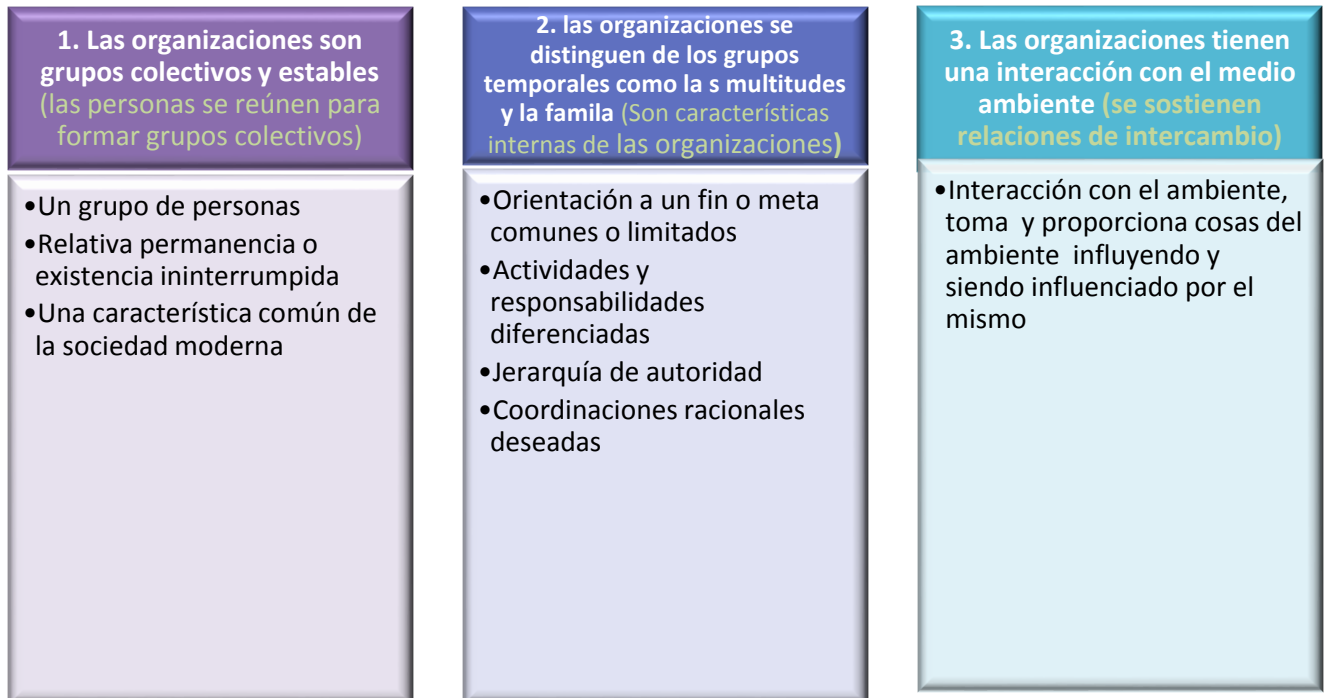 1. Las organizaciones son
grupos colectivos y estables
(las personas se reúnen para
formar grupos colectivos)
•Un grupo de personas
•Relativa permanencia o
existencia ininterrumpida
•Una característica común de
la sociedad moderna
2. las organizaciones se
distinguen de los grupos
temporales como la s multitudes
y la famila (Son características
internas de las organizaciones)
•Orientación a un fin o meta
comunes o limitados
•Actividades y
responsabilidades
diferenciadas
•Jerarquía de autoridad
•Coordinaciones racionales
deseadas
3. Las organizaciones tienen
una interacción con el medio
ambiente (se sostienen
relaciones de intercambio)
•Interacción con el ambiente,
toma  y proporciona cosas del
ambiente  influyendo y
siendo influenciado por el
mismo